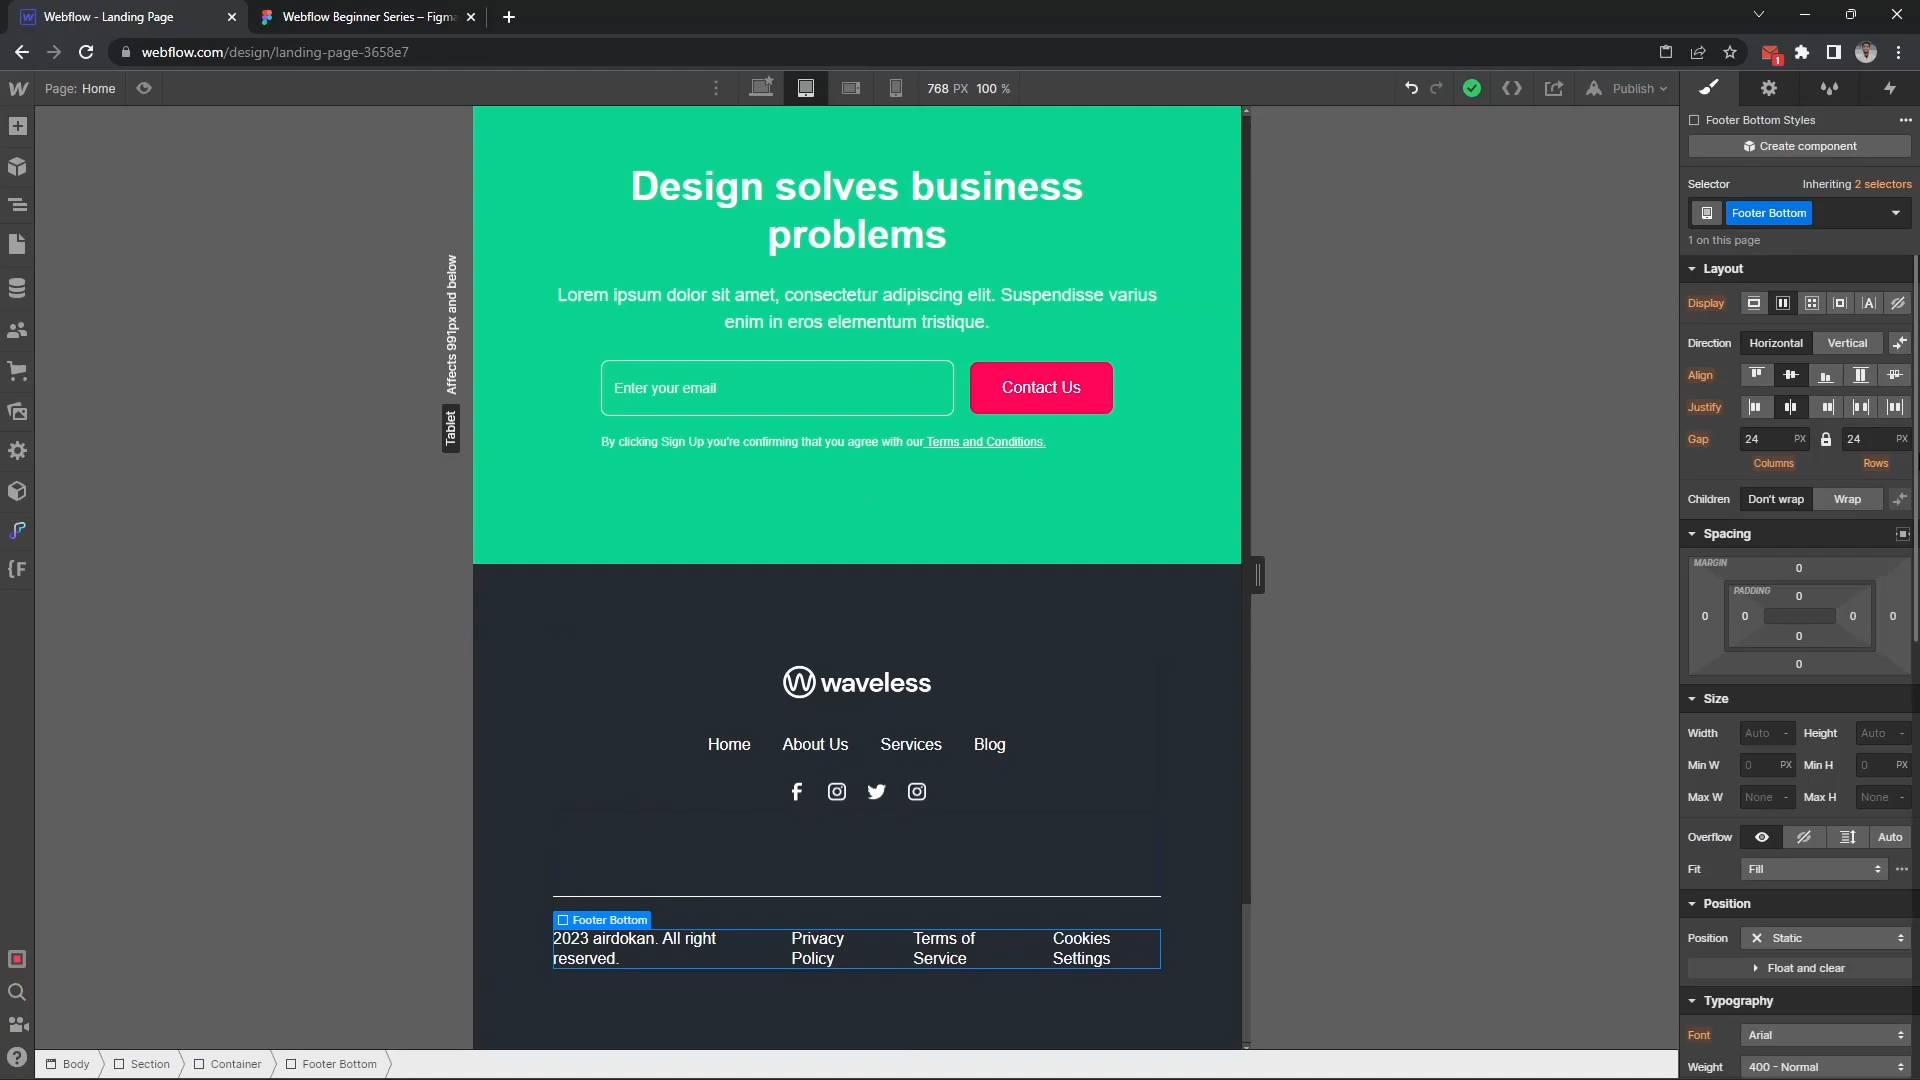 Webflow - Landing Page
Webflow Beginner Series – Figma
webflow.com/design/landing-page-3658e7
1
Page: Home
768 PX 100 %
Publish
Footer Bottom Styles
Create component
Selector
Inheriting 2 selectors
Footer Bottom
1 on this page
Layout
Display
Direction
Horizontal
Vertical
Align
Justify
Gap
24 PX
24 PX
Columns
Rows
Children
Don't wrap
Wrap
Spacing
MARGIN
0
PADDING
0
0
0
0
0
0
0
Size
Width
Auto -
Height
Auto -
Min W
0 PX
Min H
0 PX
Max W
None -
Max H
None -
Overflow
Auto
Fit
Fill
Position
Position
Static
Float and clear
Typography
Font
Arial
Weight
400 - Normal
Affects 991px and below
Tablet
Design solves business
problems
Lorem ipsum dolor sit amet, consectetur adipiscing elit. Suspendisse varius
enim in eros elementum tristique.
Enter your email
Contact Us
By clicking Sign Up you're confirming that you agree with our Terms and Conditions.
waveless
Home
About Us
Services
Blog
Footer Bottom
2023 airdokan. All right
reserved.
Privacy
Policy
Terms of
Service
Cookies
Settings
Body
Section
Container
Footer Bottom